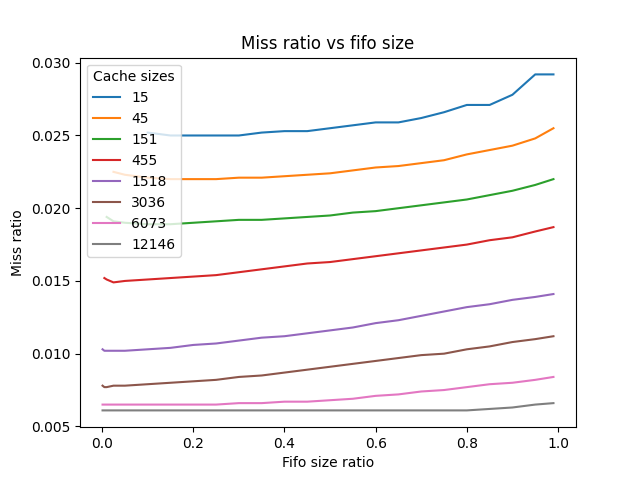 Miss ratio vs fifo size
0.030
0.025
0.020
0.015
0.010
0.005
Miss ratio
Cache sizes
15
45
151
455
1518
3036
6073
12146
0.0 0.2 0.4 0.6 0.8 1.0
Fifo size ratio